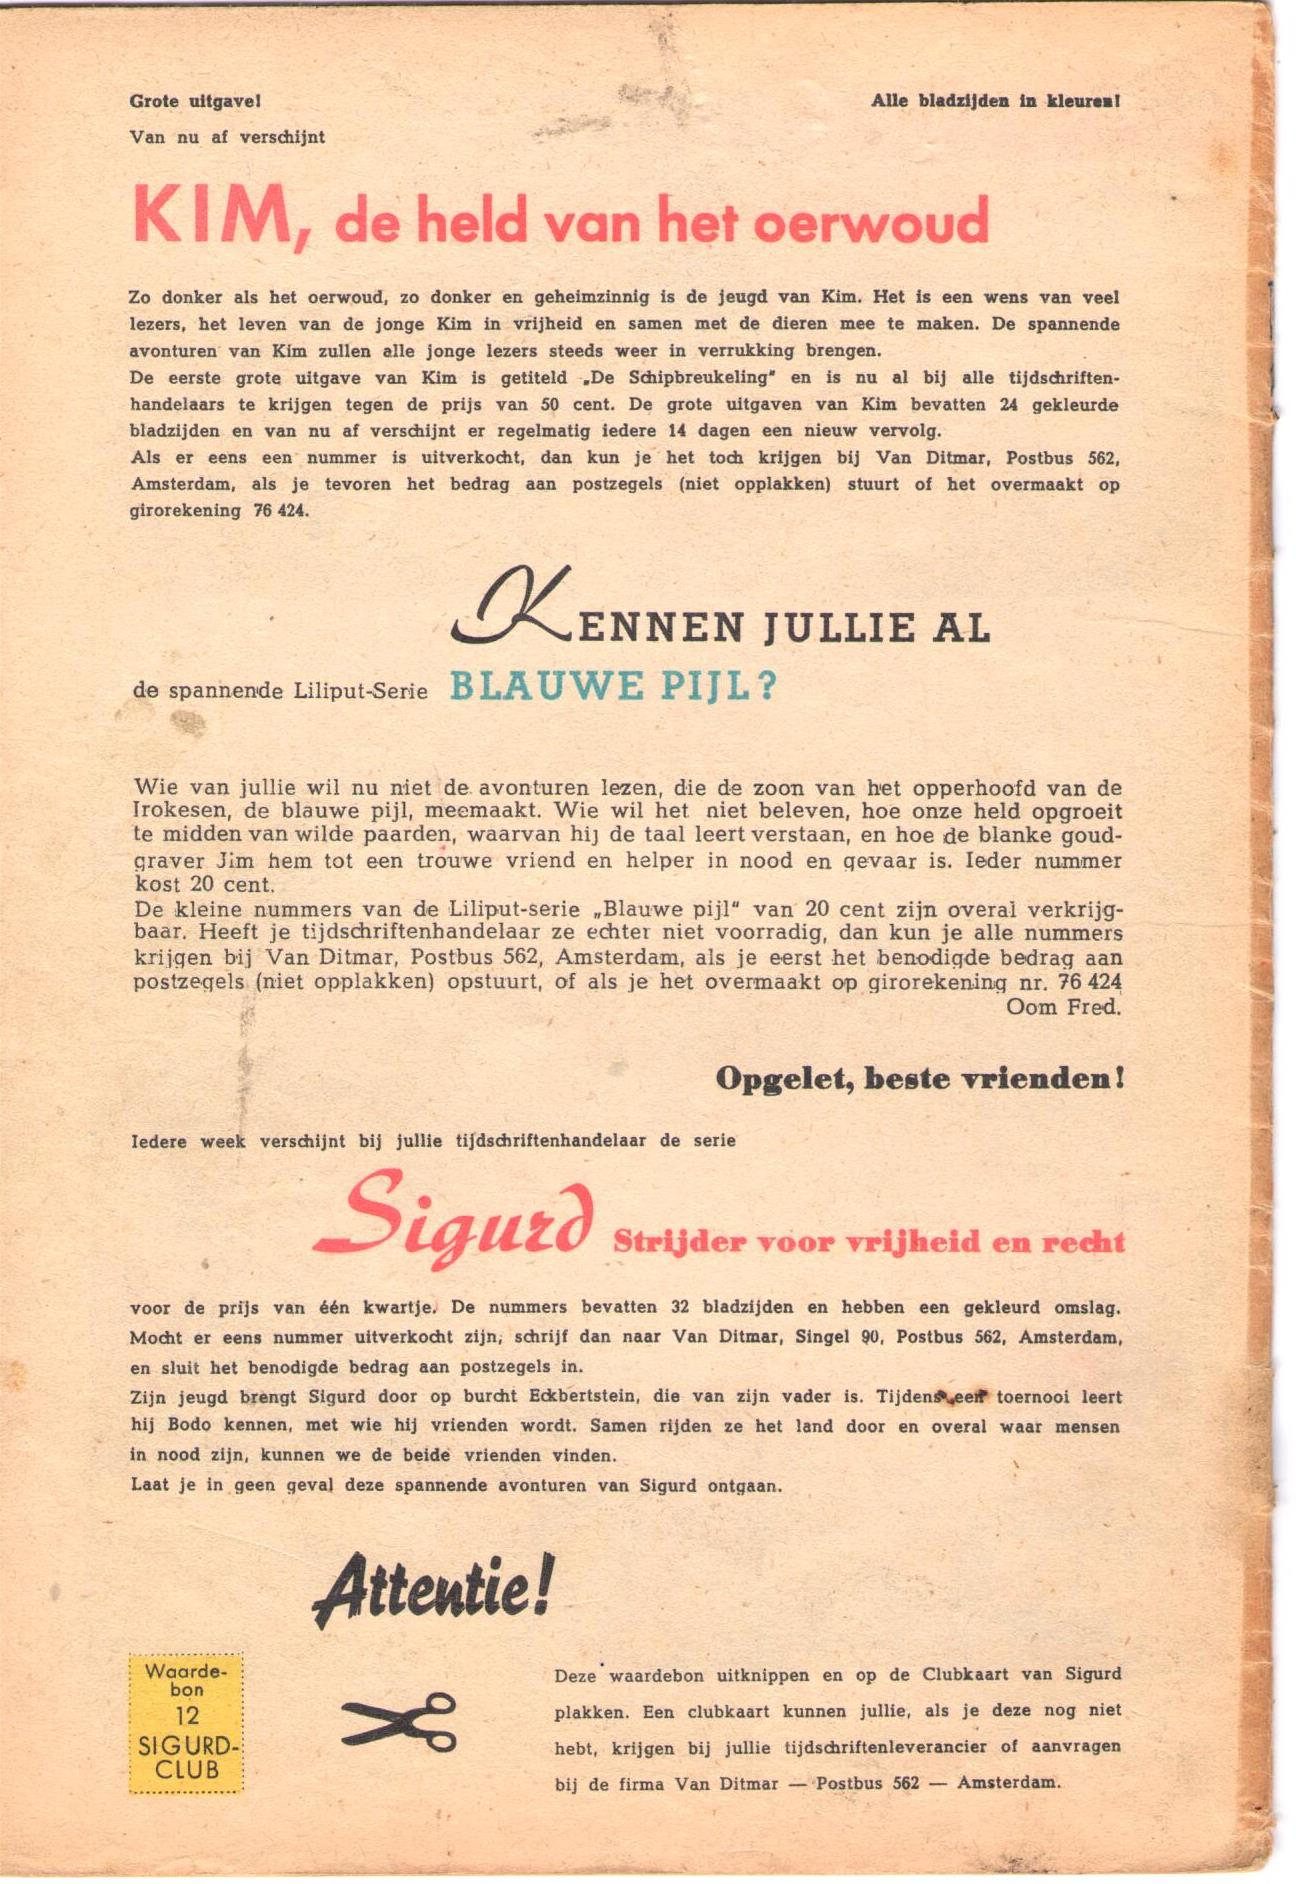 Grote uitgave!
Alle bladzijden in kleuren!
Van nu af verschijnt
KIM, de held van het oerwoud
Zo donker als het oerwoud, zo donker en geheimzinnig is de jeugd van Kim. Het is een wens van veel
lezers, het leven van de jonge Kim in vrijheid en samen met de dieren mee te maken. De spannende
avonturen van Kim zullen alle jonge lezers steeds weer in verrukking brengen.
De eerste grote uitgave van Kim is getiteld „De Schipbreukeling" en is nu al bij alle tijdschriften-
handelaars te krijgen tegen de prijs van 50 cent. De grote uitgaven van Kim bevatten 24 gekleurde
bladzijden en van nu af verschijnt er regelmatig iedere 14 dagen een nieuw vervolg.
Als er eens een nummer is uitverkocht, dan kun je het toch krijgen bij Van Ditmar, Postbus 562,
Amsterdam, als je tevoren het bedrag aan postzegels (niet opplakken) stuurt of het overmaakt op
girorekening 76 424.
KENNEN JULLIE AL
de spannende Liliput-Serie BLAUWE PIJL?
Wie van jullie wil nu niet de avonturen lezen, die de zoon van het opperhoofd van de
Irokesen, de blauwe pijl, meemaakt. Wie wil het niet beleven, hoe onze held opgroeit
te midden van wilde paarden, waarvan hij de taal leert verstaan, en hoe de blanke goud-
graver Jim hem tot een trouwe vriend en helper in nood en gevaar is. Ieder nummer
kost 20 cent.
De kleine nummers van de Liliput-serie „Blauwe pijl" van 20 cent zijn overal verkrijg-
baar. Heeft je tijdschriftenhandelaar ze echter niet voorradig, dan kun je alle nummers
krijgen bij Van Ditmar, Postbus 562, Amsterdam, als je eerst het benodigde bedrag aan
postzegels (niet opplakken) opstuurt, of als je het overmaakt op girorekening nr. 76 424
Oom Fred.
Opgelet, beste vrienden!
Iedere week verschijnt bij jullie tijdschriftenhandelaar de serie
Sigurd Strijder voor vrijheid en recht
voor de prijs van één kwartje. De nummers bevatten 32 bladzijden en hebben een gekleurd omslag.
Mocht er eens nummer uitverkocht zijn, schrijf dan naar Van Ditmar, Singel 90, Postbus 562, Amsterdam,
en sluit het benodigde bedrag aan postzegels in.
Zijn jeugd brengt Sigurd door op burcht Eckbertstein, die van zijn vader is. Tijdens een toernooi leert
hij Bodo kennen, met wie hij vrienden wordt. Samen rijden ze het land door en overal waar mensen
in nood zijn, kunnen we de beide vrienden vinden.
Laat je in geen geval deze spannende avonturen van Sigurd ontgaan.
Attentie!
Waarde-
bon
12
SIGURD-
CLUB
Deze waardebon uitknippen en op de Clubkaart van Sigurd
plakken. Een clubkaart kunnen jullie, als je deze nog niet
hebt, krijgen bij jullie tijdschriftenleverancier of aanvragen
bij de firma Van Ditmar — Postbus 562 — Amsterdam.